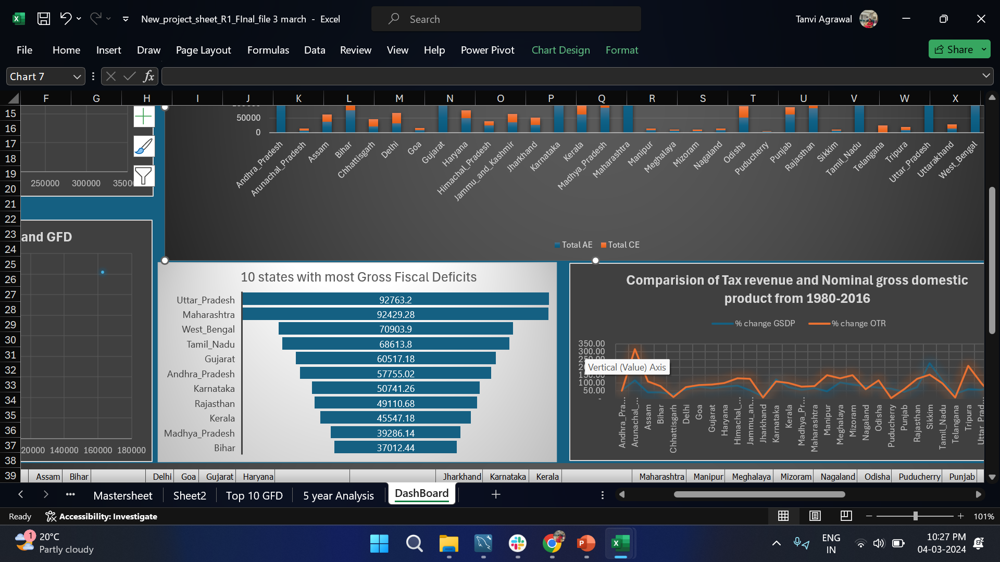 New_project_sheet_R1_FInal_file 3 march - Excel
Search
Tanvi Agrawal
File Home Insert Draw Page Layout Formulas Data Review View Help Power Pivot Chart Design Format
Share
Chart 7
fx
F G H I J K L M N O P Q R S T U V W X
15
16
17
18
19
20
21
22
23
24
25
26
27
28
29
30
31
32
33
34
35
36
37
38
39
250000 300000
and GFD
140000 160000 180000
50000
0
Andhra_Pradesh
Arunachal_Pradesh
Assam
Bihar
Chhattisgarh
Delhi
Goa
Gujarat
Haryana
Himachal_Pradesh
Jammu_and_Kashmir
Jharkhand
Karnataka
Kerala
Madhya_Pradesh
Maharashtra
Manipur
Meghalaya
Mizoram
Nagaland
Odisha
Puducherry
Punjab
Rajasthan
Sikkim
Tamil_Nadu
Telangana
Tripura
Uttar_Pradesh
Uttarakhand
West_Bengal
Total AE Total CE
10 states with most Gross Fiscal Deficits
Uttar_Pradesh 92763.2
Maharashtra 92429.28
West_Bengal 70903.9
Tamil_Nadu 68613.8
Gujarat 60517.18
Andhra_Pradesh 57755.02
Karnataka 50741.26
Rajasthan 49110.68
Kerala 45547.18
Madhya_Pradesh 39286.14
Bihar 37012.44
Comparision of Tax revenue and Nominal gross domestic
product from 1980-2016
% change GSDP % change OTR
350.00
300.00
Vertical (Value) Axis
100.00
50.00
-
Andhra_Pra...
Arunachal_...
Assam
Bihar
Chhattisgarh
Delhi
Goa
Gujarat
Haryana
Himachal_...
Jammu_an...
Jharkhand
Karnataka
Kerala
Madhya_Pr...
Maharashtra
Manipur
Meghalaya
Mizoram
Nagaland
Odisha
Puducherry
Punjab
Rajasthan
Sikkim
Tamil_Nadu
Telangana
Tripura
Uttar_Prad...
Assam Bihar Delhi Goa Gujarat Haryana Jharkhand Karnataka Kerala Maharashtra Manipur Meghalaya Mizoram Nagaland Odisha Puducherry Punjab
Mastersheet Sheet2 Top 10 GFD 5 year Analysis DashBoard
Ready Accessibility: Investigate 101%
1
20°C
Partly cloudy
ENG
IN
10:27 PM
04-03-2024